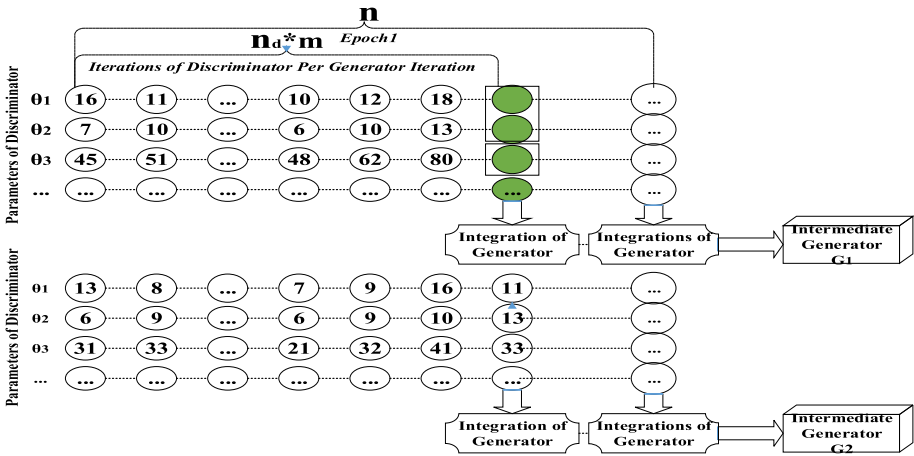 n
nd*m
Epoch1
Iterations of Discriminator Per Generator Iteration
Parameters of Discriminator
θ1 16 11 ... 10 12 18 ...
θ2 7 10 ... 6 10 13 ...
θ3 45 51 ... 48 62 80 ...
... ... ... ... ... ... ... ... ...
Integration of
Generator
Integrations of
Generator
Intermediate
Generator
G1
Parameters of Discriminator
θ1 13 8 ... 7 9 16 11 ...
θ2 6 9 ... 6 9 10 13 ...
θ3 31 33 ... 21 32 41 33 ...
... ... ... ... ... ... ... ... ...
Integration of
Generator
Integrations of
Generator
Intermediate
Generator
G2